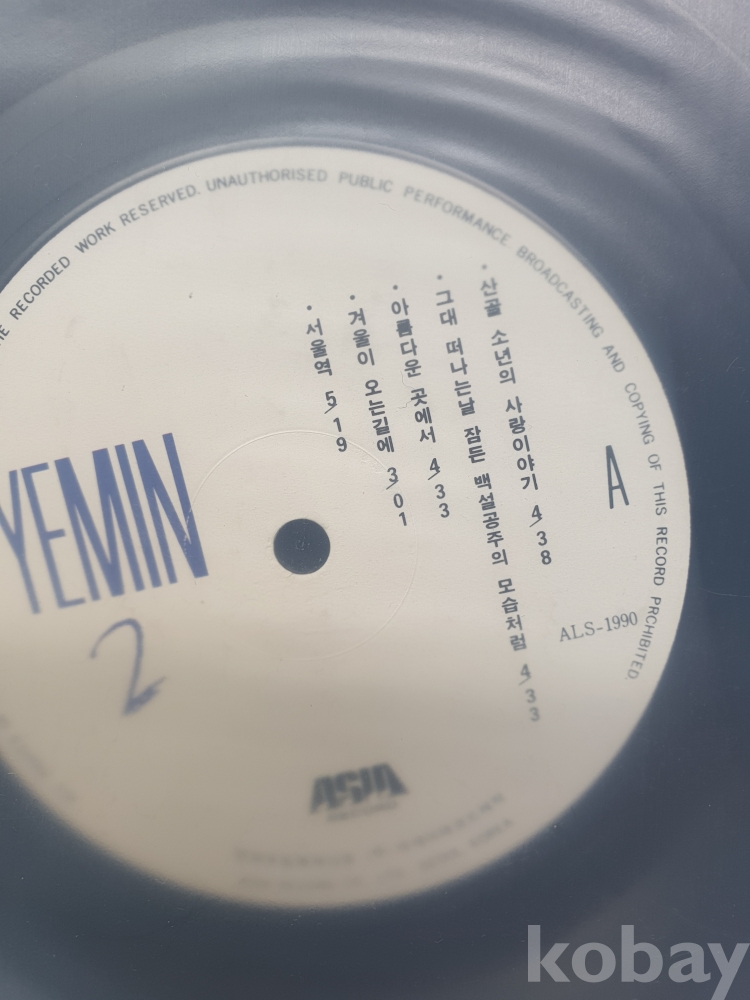 HE RECORDED WORK RESERVED. UNAUTHORISED PUBLIC PERFORMANCE BROADCASTING AND COPYING OF THIS RECORD PRCHIBITED.
A
ALS-1990
• 산골 소년의 사랑이야기 4/38
• 그대 떠나는날 잠든 백설공주의 모습처럼 4/33
• 아름다운 곳에서 4/33
• 겨울이 오는길에 3/01
• 서울역 5/19
YEMIN
2
ASIA
kobay